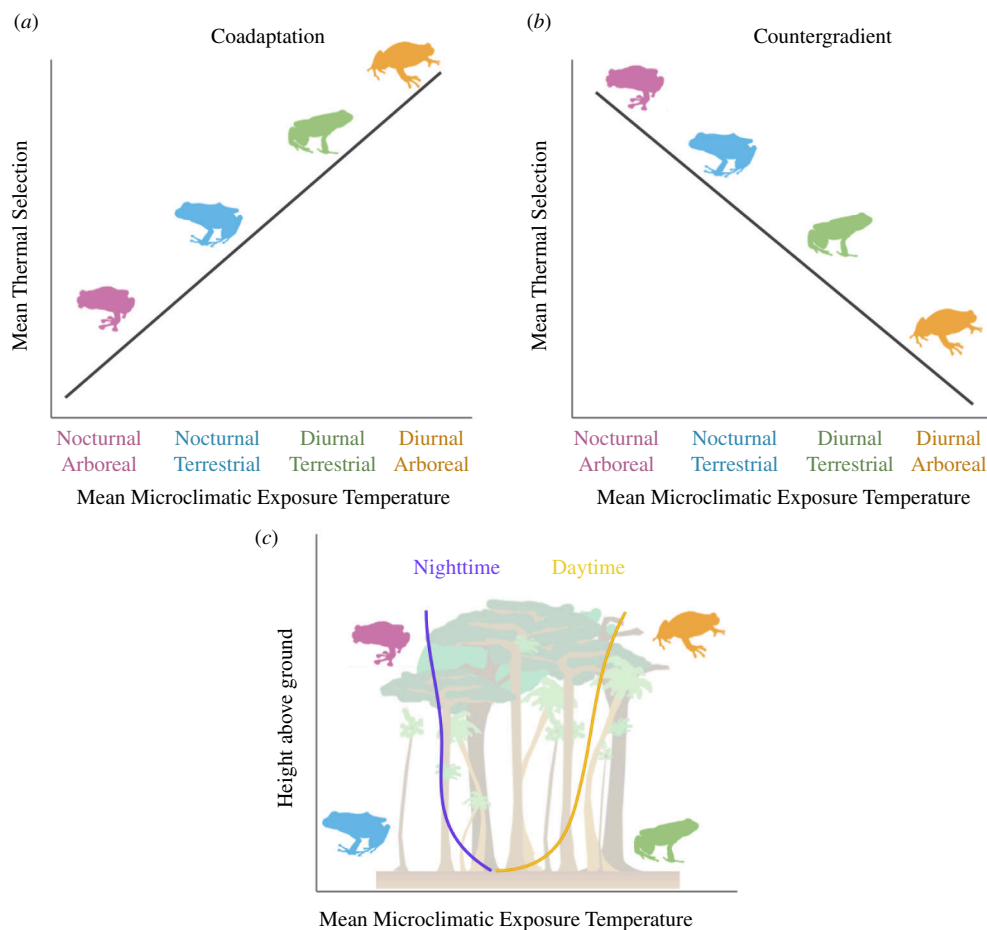 (a)
Coadaptation
Mean Thermal Selection
Nocturnal Arboreal
Nocturnal Terrestrial
Diurnal Terrestrial
Diurnal Arboreal
Mean Microclimatic Exposure Temperature
(b)
Countergradient
Mean Thermal Selection
Nocturnal Arboreal
Nocturnal Terrestrial
Diurnal Terrestrial
Diurnal Arboreal
Mean Microclimatic Exposure Temperature
(c)
Nighttime
Daytime
Height above ground
Mean Microclimatic Exposure Temperature